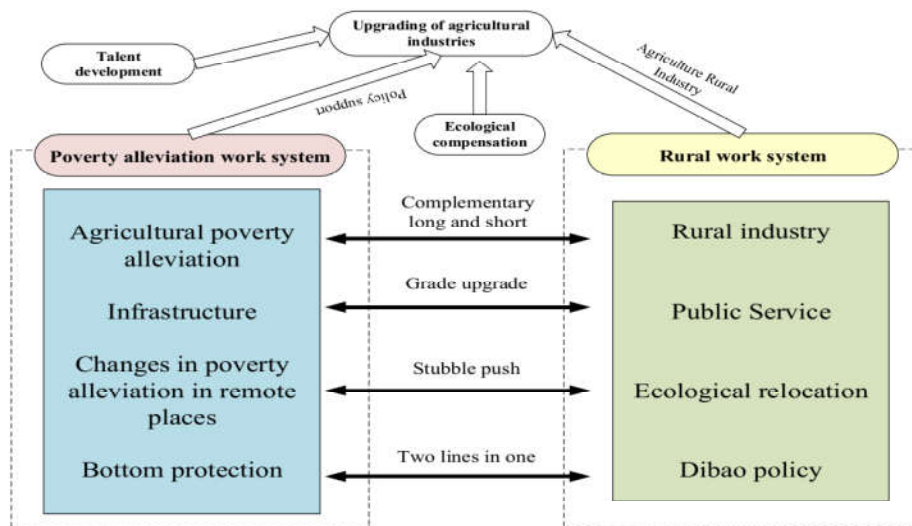 Upgrading of agricultural
industries
Talent
development
Policy support
Agriculture Rural
Industry
Ecological
compensation
Poverty alleviation work system
Rural work system
Agricultural poverty
alleviation
Complementary
long and short
Rural industry
Infrastructure
Grade upgrade
Public Service
Changes in poverty
alleviation in remote
places
Stubble push
Ecological relocation
Bottom protection
Two lines in one
Dibao policy